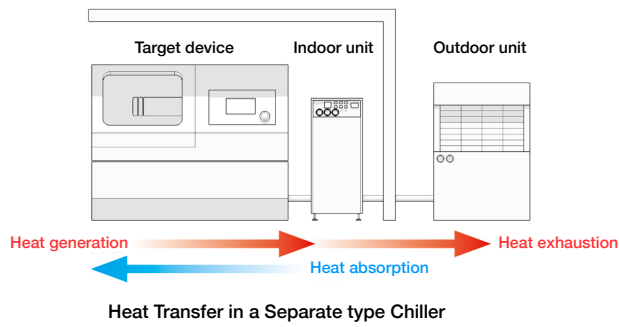 Target device
Indoor unit
Outdoor unit
Heat generation
Heat exhaustion
Heat absorption
Heat Transfer in a Separate type Chiller